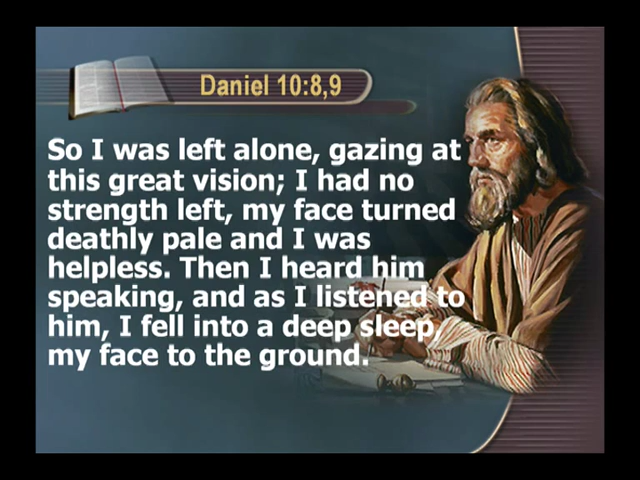 Daniel 10:8,9
So I was left alone, gazing at
this great vision; I had no
strength left, my face turned
deathly pale and I was
helpless. Then I heard him
speaking, and as I listened to
him, I fell into a deep sleep,
my face to the ground.